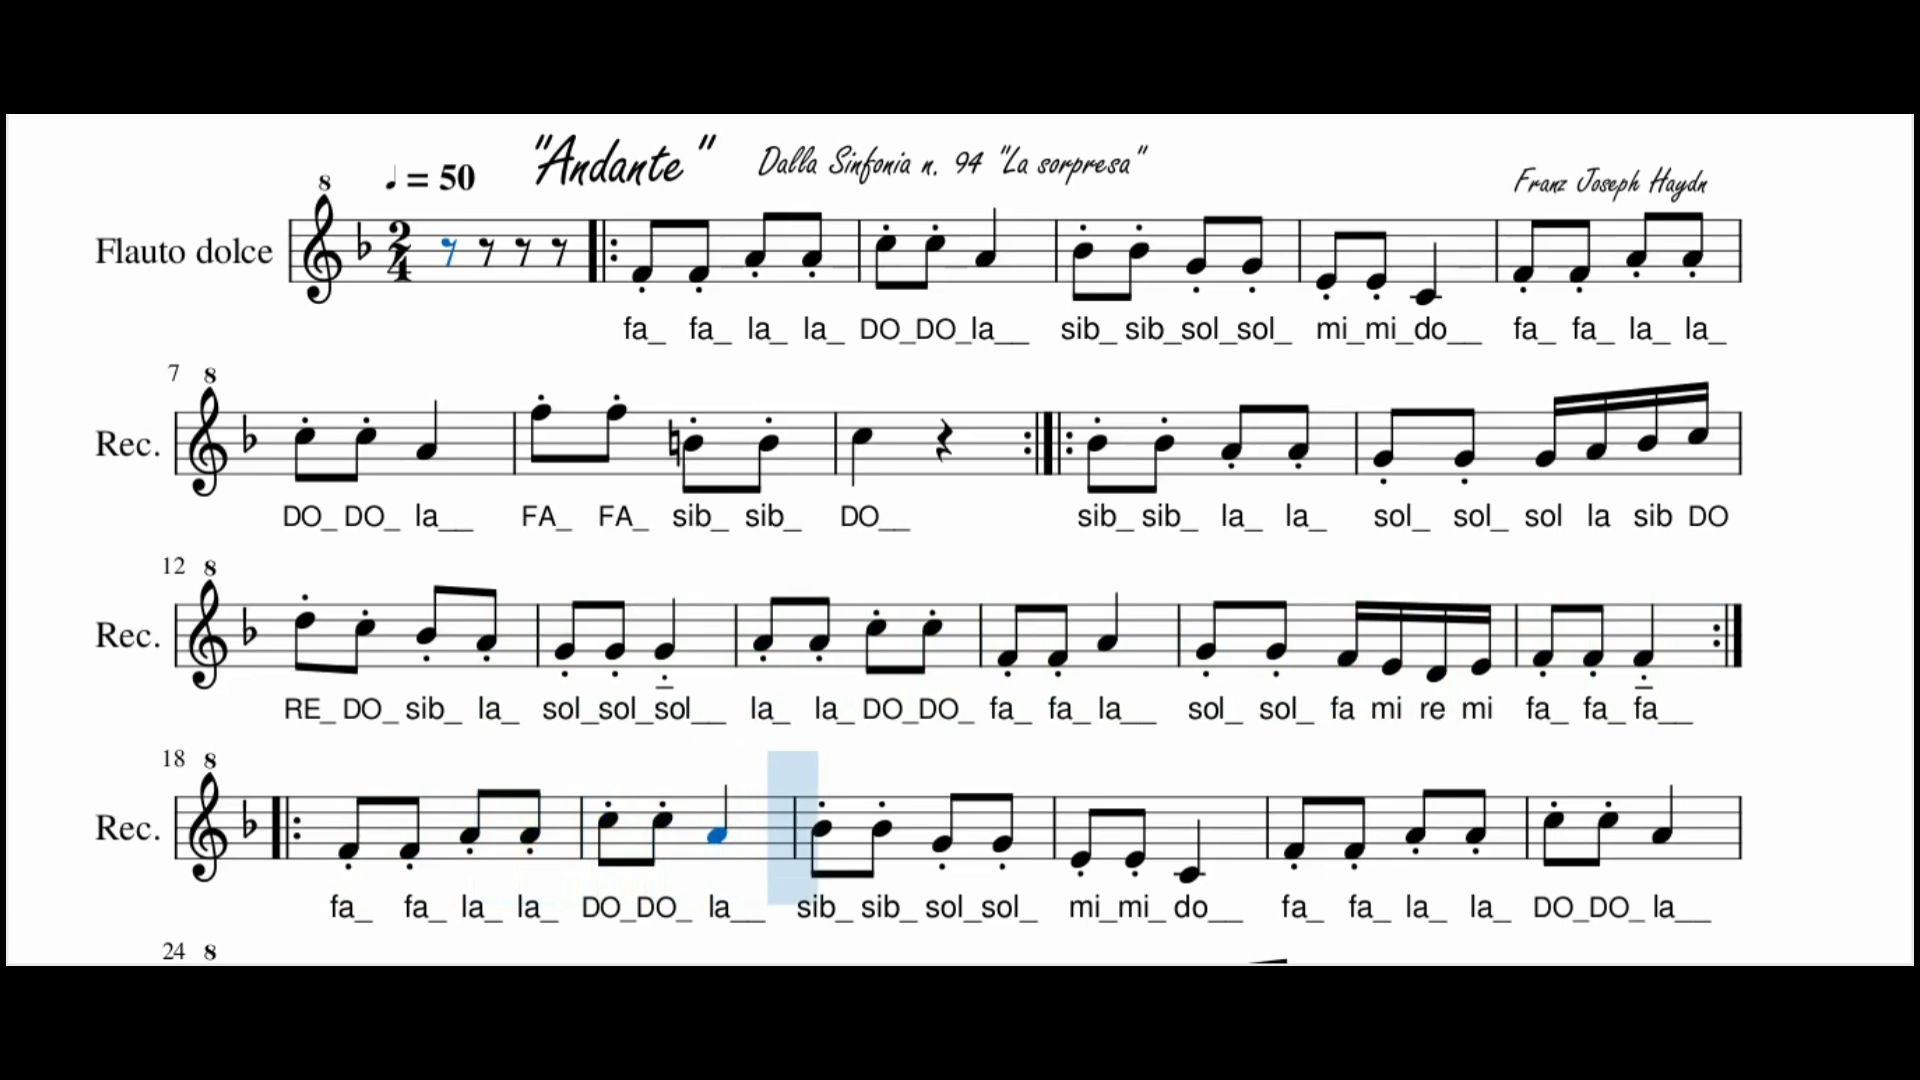 "Andante" Dalla Sinfonia n. 94 "La sorpresa"
♩ = 50
Franz Joseph Haydn
8
Flauto dolce
2/4
fa_ fa_ la_ la_ DO_DO_la__ sib_ sib_sol_sol_ mi_mi_do__ fa_ fa_ la_ la_
7 8
Rec.
DO_ DO_ la__ FA_ FA_ sib_ sib_ DO__ sib_ sib_ la_ la_ sol_ sol_ sol la sib DO
12 8
Rec.
RE_ DO_ sib_ la_ sol_sol_sol__ la_ la_ DO_DO_ fa_ fa_ la__ sol_ sol_ fa mi re mi fa_ fa_ fa__
18 8
Rec.
fa_ fa_ la_ la_ DO_DO_ la__ sib_ sib_ sol_sol_ mi_mi_ do__ fa_ fa_ la_ la_ DO_DO_ la__
24 8